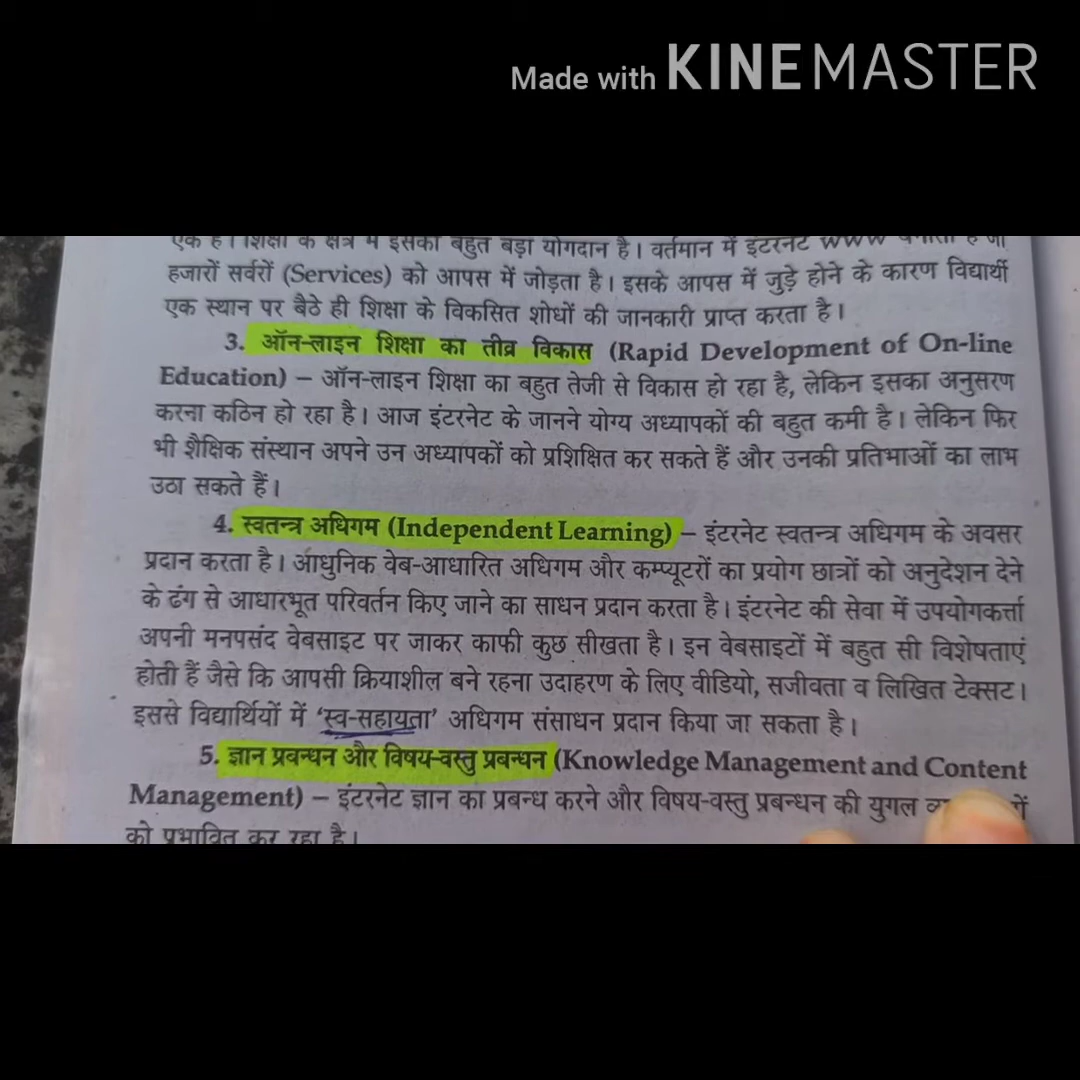 Made with KINEMASTER
एक है। शिक्षा के क्षेत्र में इसका बहुत बड़ा योगदान है। वर्तमान में इंटरनेट www
हजारों सर्वरों (Services) को आपस में जोड़ता है। इसके आपस में जुड़े होने के कारण विद्यार्थी
एक स्थान पर बैठे ही शिक्षा के विकसित शोधों की जानकारी प्राप्त करता है।
3. ऑन-लाइन शिक्षा का तीव्र विकास (Rapid Development of On-line
Education) – ऑन-लाइन शिक्षा का बहुत तेजी से विकास हो रहा है, लेकिन इसका अनुसरण
करना कठिन हो रहा है। आज इंटरनेट के जानने योग्य अध्यापकों की बहुत कमी है। लेकिन फिर
भी शैक्षिक संस्थान अपने उन अध्यापकों को प्रशिक्षित कर सकते हैं और उनकी प्रतिभाओं का लाभ
उठा सकते हैं।
4. स्वतन्त्र अधिगम (Independent Learning) – इंटरनेट स्वतन्त्र अधिगम के अवसर
प्रदान करता है। आधुनिक वेब-आधारित अधिगम और कम्प्यूटरों का प्रयोग छात्रों को अनुदेशन देने
के ढंग से आधारभूत परिवर्तन किए जाने का साधन प्रदान करता है। इंटरनेट की सेवा में उपयोगकर्त्ता
अपनी मनपसंद वेबसाइट पर जाकर काफी कुछ सीखता है। इन वेबसाइटों में बहुत सी विशेषताएं
होती हैं जैसे कि आपसी क्रियाशील बने रहना उदाहरण के लिए वीडियो, सजीवता व लिखित टेक्सट।
इससे विद्यार्थियों में ‘स्व-सहायता’ अधिगम संसाधन प्रदान किया जा सकता है।
5. ज्ञान प्रबन्धन और विषय-वस्तु प्रबन्धन (Knowledge Management and Content
Management) – इंटरनेट ज्ञान का प्रबन्ध करने और विषय-वस्तु प्रबन्धन की युगल
को प्रभावित कर रहा है।